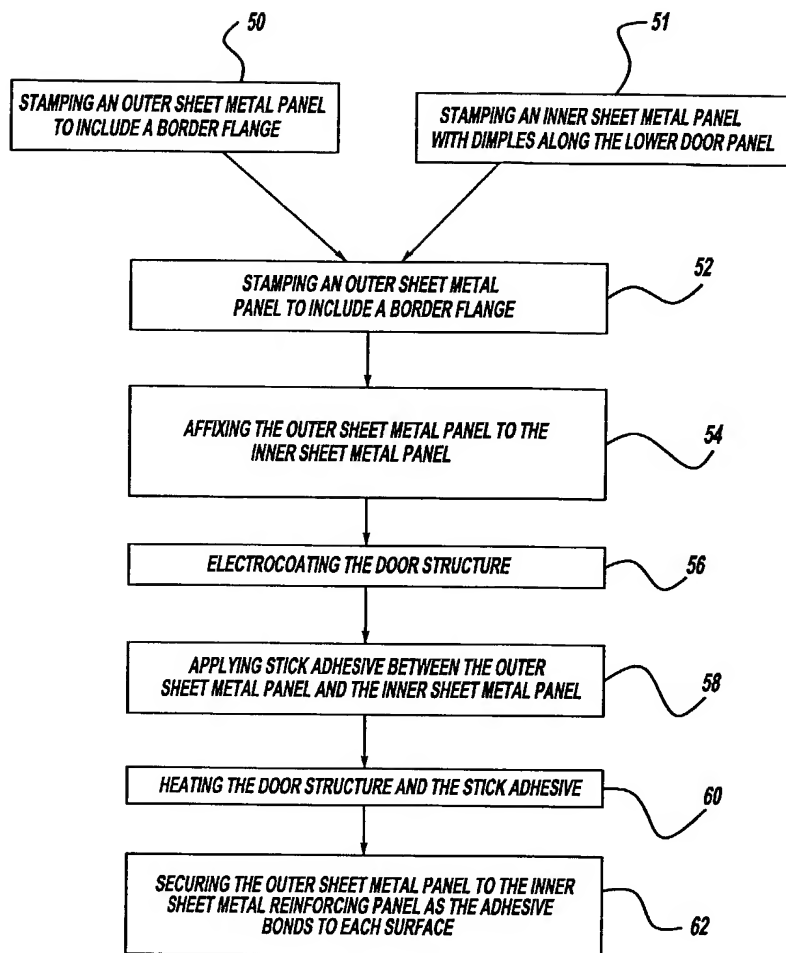 50
51
STAMPING AN OUTER SHEET METAL PANEL
TO INCLUDE A BORDER FLANGE
STAMPING AN INNER SHEET METAL PANEL
WITH DIMPLES ALONG THE LOWER DOOR PANEL
52
STAMPING AN OUTER SHEET METAL
PANEL TO INCLUDE A BORDER FLANGE
AFFIXING THE OUTER SHEET METAL PANEL TO THE
INNER SHEET METAL PANEL
54
ELECTROCOATING THE DOOR STRUCTURE
56
APPLYING STICK ADHESIVE BETWEEN THE OUTER
SHEET METAL PANEL AND THE INNER SHEET METAL PANEL
58
HEATING THE DOOR STRUCTURE AND THE STICK ADHESIVE
60
SECURING THE OUTER SHEET METAL PANEL TO THE INNER
SHEET METAL REINFORCING PANEL AS THE ADHESIVE
BONDS TO EACH SURFACE
62